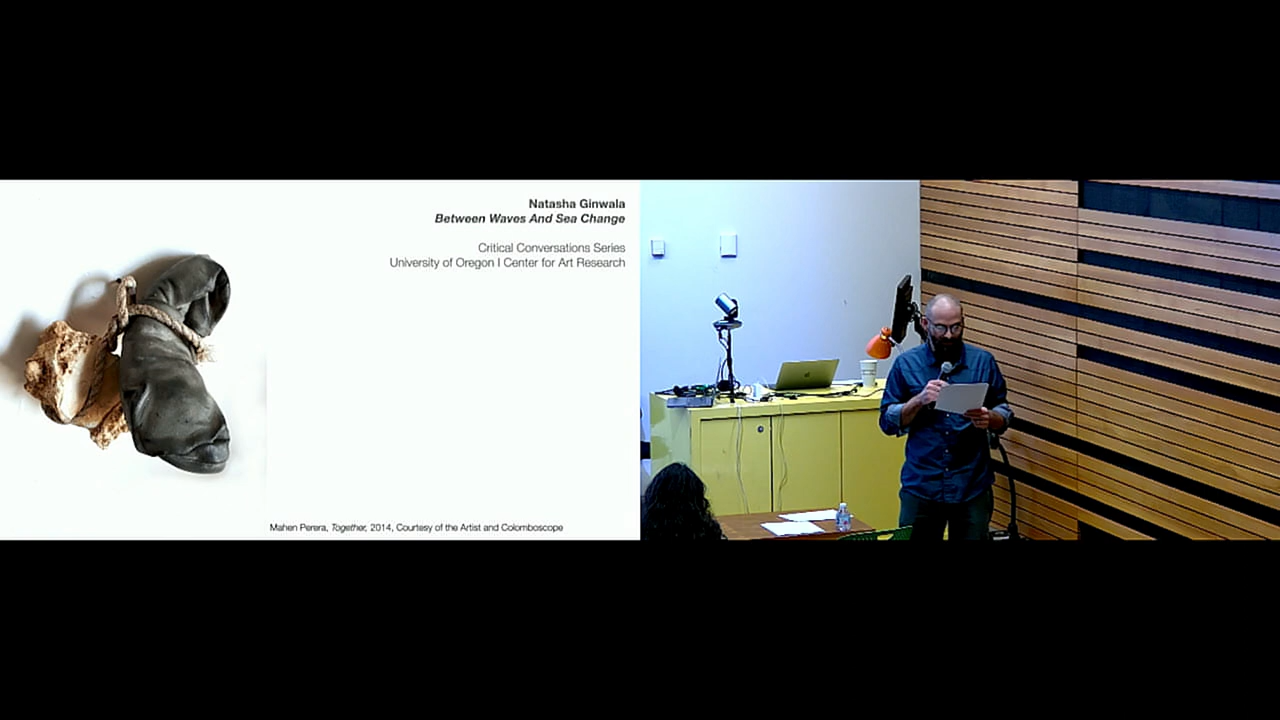 Natasha Ginwala
Between Waves And Sea Change
Critical Conversations Series
University of Oregon I Center for Art Research
Mahen Perera, Together, 2014, Courtesy of the Artist and Colomboscope